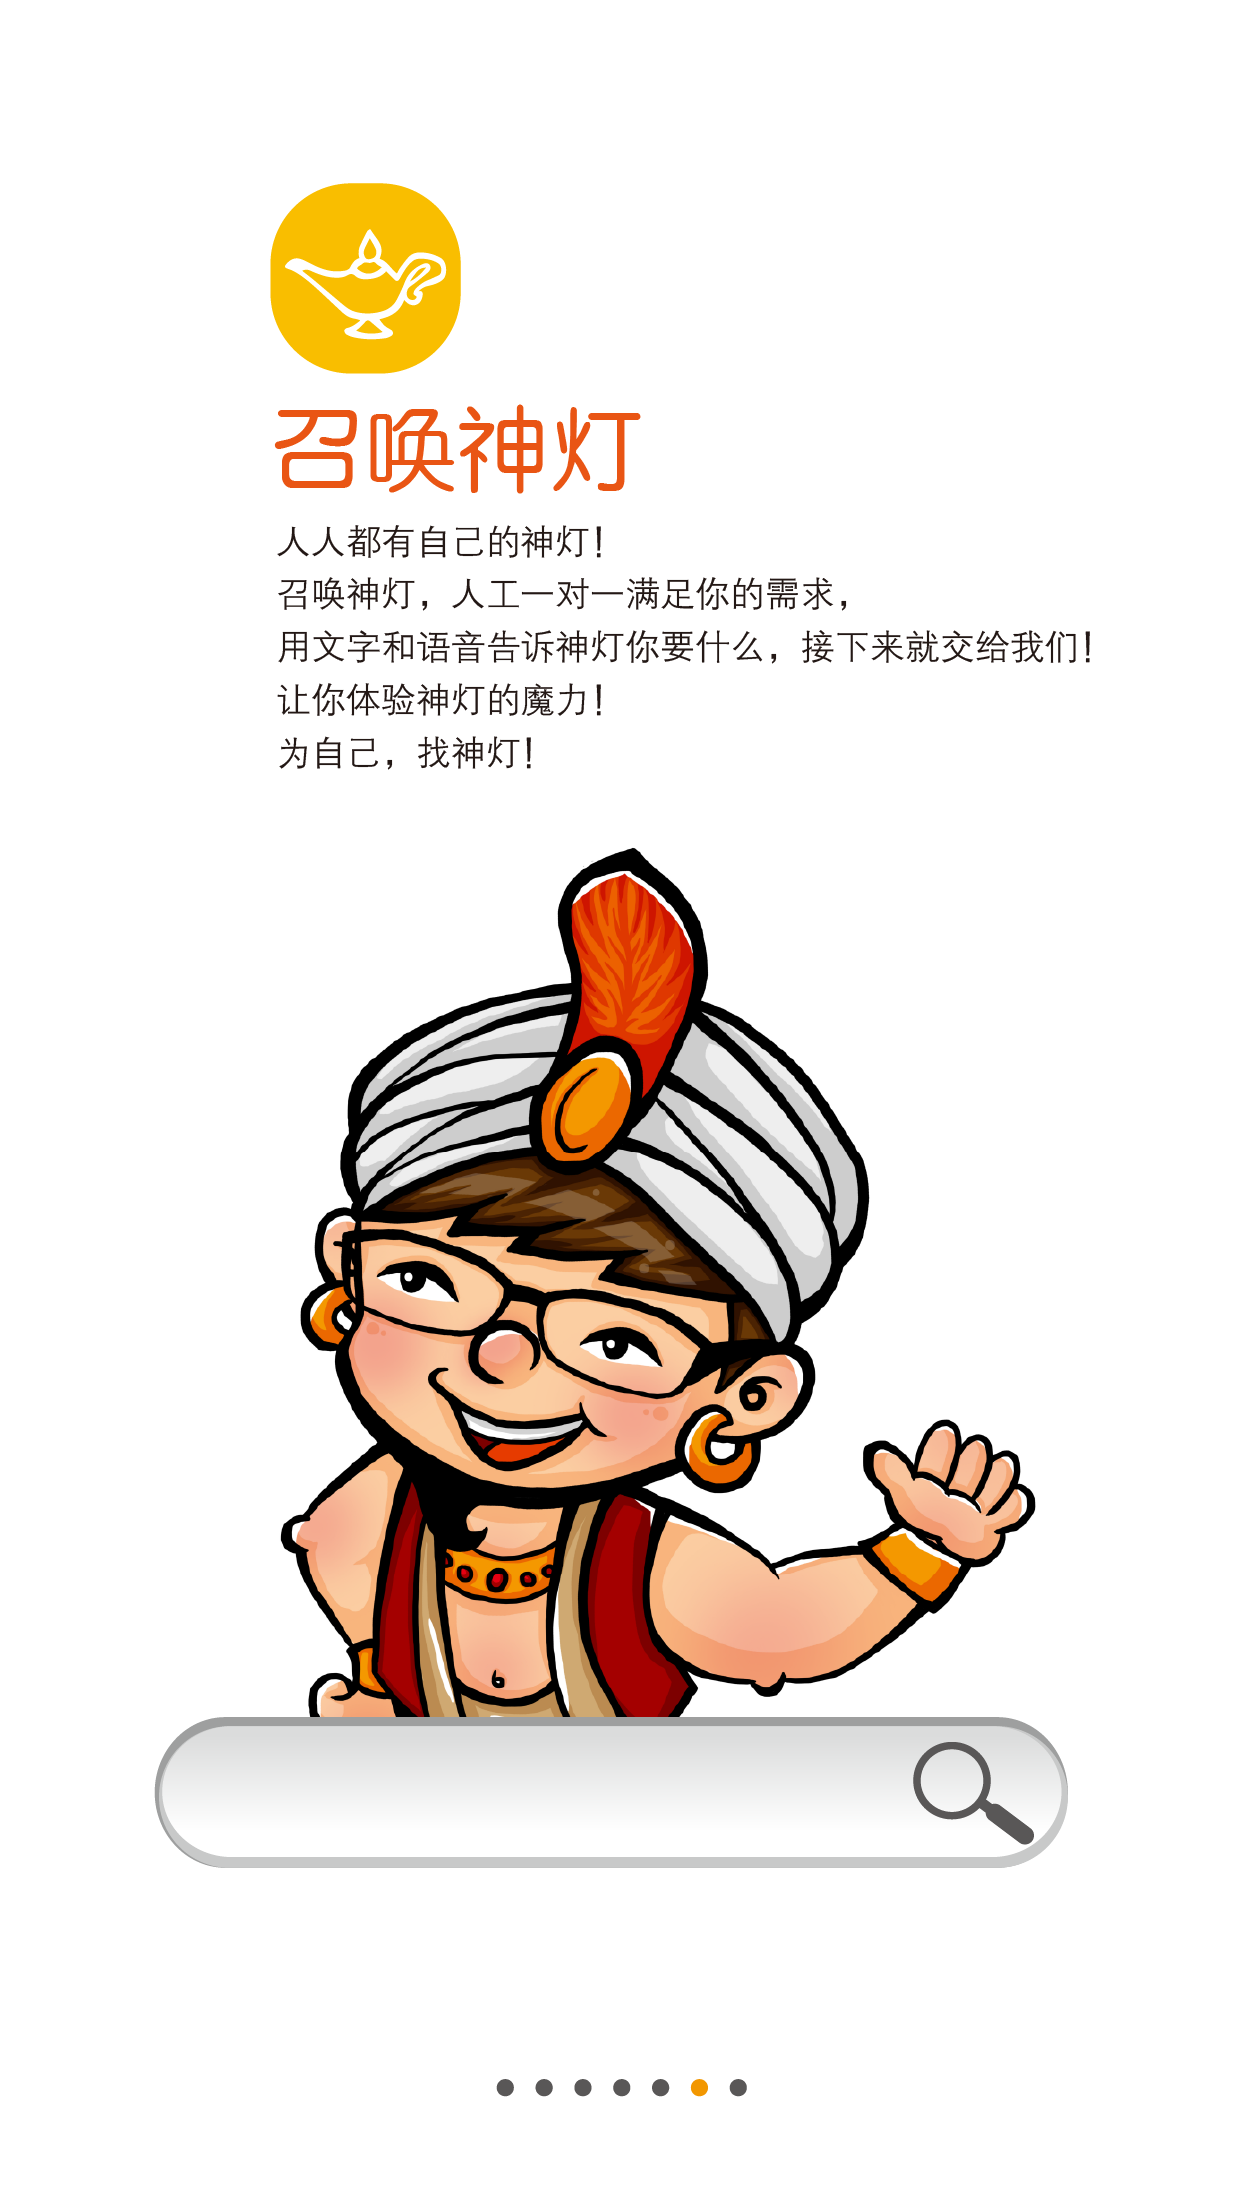 召唤神灯
人人都有自己的神灯！
召唤神灯，人工一对一满足你的需求，
用文字和语音告诉神灯你要什么，接下来就交给我们！
让你体验神灯的魔力！
为自己，找神灯！